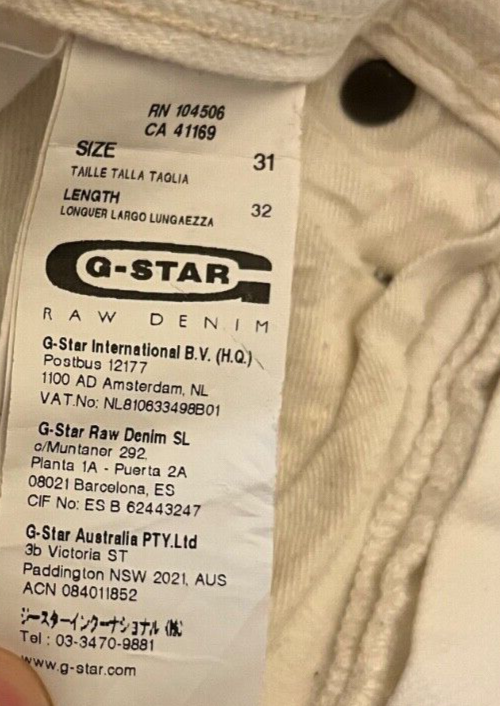 RN 104506
CA 41169
SIZE 31
TAILLE TALLA TAGLIA
LENGTH 32
LONGUER LARGO LUNGAEZZA
G-STAR
RAW DENIM
G-Star International B.V. (H.Q.)
Postbus 12177
1100 AD Amsterdam, NL
VAT.No: NL810633498B01
G-Star Raw Denim SL
c/Muntaner 292
Planta 1A - Puerta 2A
08021 Barcelona, ES
CIF No: ES B 62443247
G-Star Australia PTY.Ltd
3b Victoria ST
Paddington NSW 2021, AUS
ACN 084011852
ジースターインターナショナル (株)
Tel : 03-3470-9881
www.g-star.com